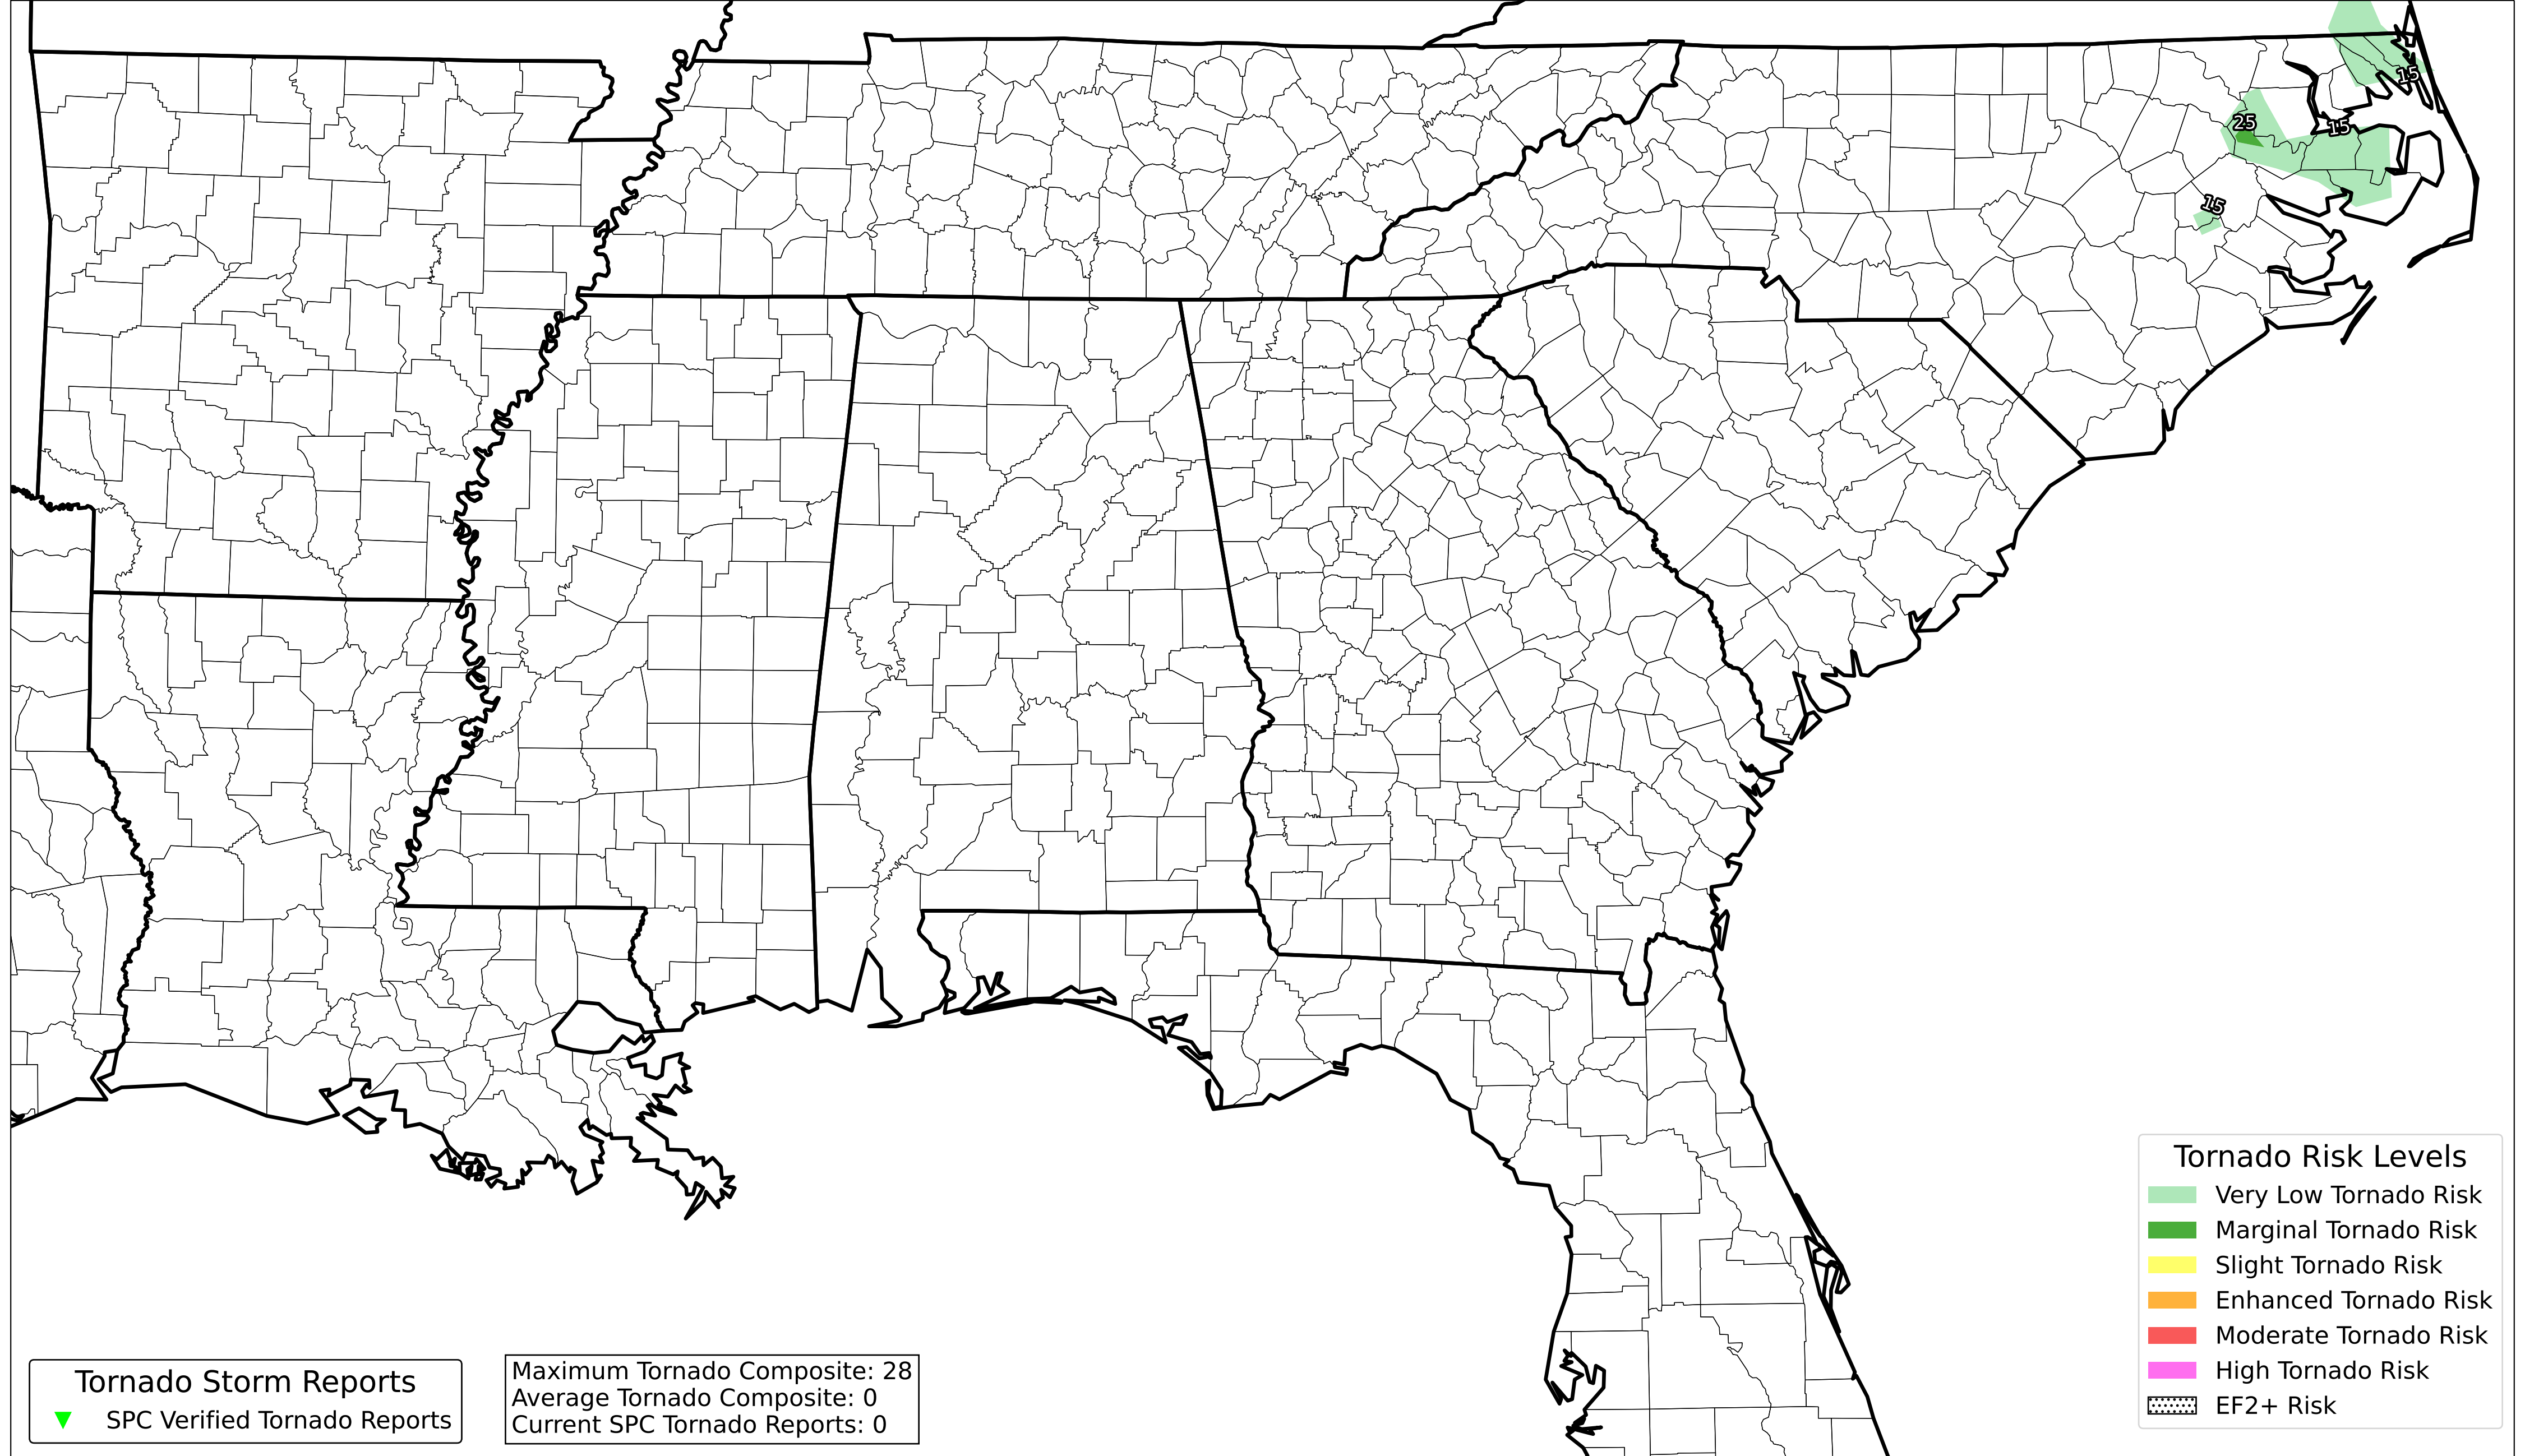 15
25
15
15
Tornado Risk Levels
Very Low Tornado Risk
Marginal Tornado Risk
Slight Tornado Risk
Enhanced Tornado Risk
Moderate Tornado Risk
High Tornado Risk
EF2+ Risk
Tornado Storm Reports
SPC Verified Tornado Reports
Maximum Tornado Composite: 28
Average Tornado Composite: 0
Current SPC Tornado Reports: 0